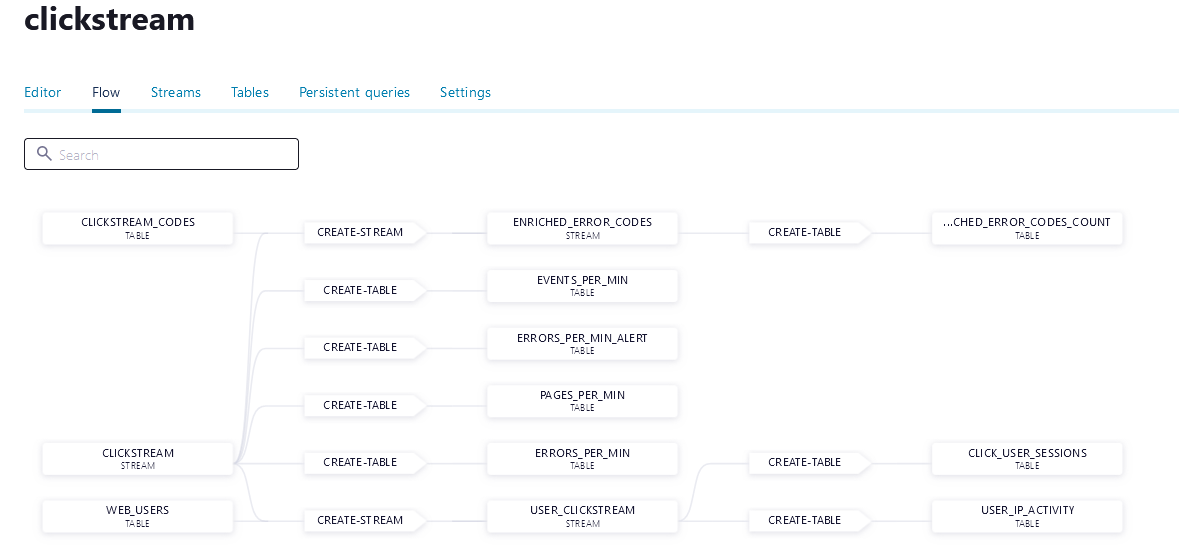 clickstream
Editor Flow Streams Tables Persistent queries Settings
Search
CLICKSTREAM_CODES
TABLE
CREATE-STREAM
ENRICHED_ERROR_CODES
STREAM
CREATE-TABLE
...CHED_ERROR_CODES_COUNT
TABLE
CREATE-TABLE
EVENTS_PER_MIN
TABLE
CREATE-TABLE
ERRORS_PER_MIN_ALERT
TABLE
CREATE-TABLE
PAGES_PER_MIN
TABLE
CLICKSTREAM
STREAM
CREATE-TABLE
ERRORS_PER_MIN
TABLE
CREATE-TABLE
CLICK_USER_SESSIONS
TABLE
WEB_USERS
TABLE
CREATE-STREAM
USER_CLICKSTREAM
STREAM
CREATE-TABLE
USER_IP_ACTIVITY
TABLE